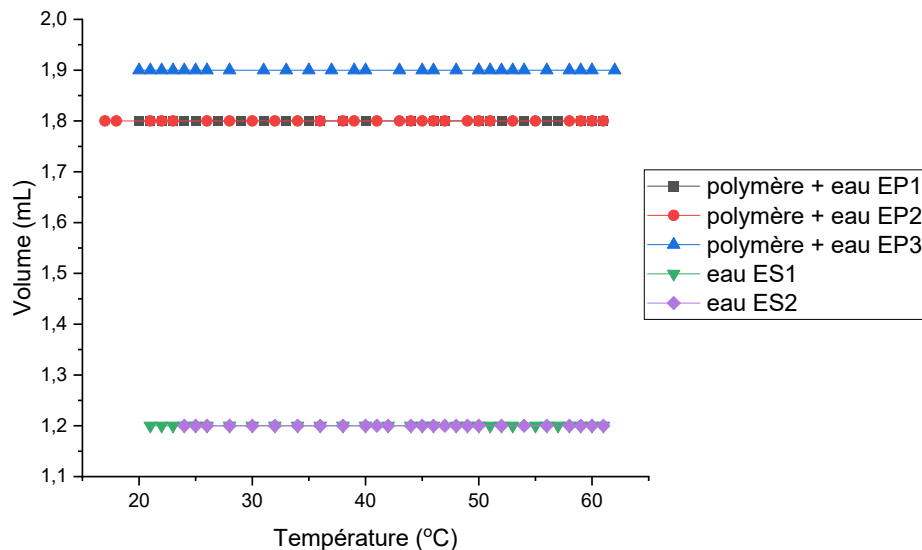 2,0
1,9
1,8
1,7
1,6
1,5
1,4
1,3
1,2
1,1
Volume (mL)
20 30 40 50 60
Température (ºC)
polymère + eau EP1
polymère + eau EP2
polymère + eau EP3
eau ES1
eau ES2